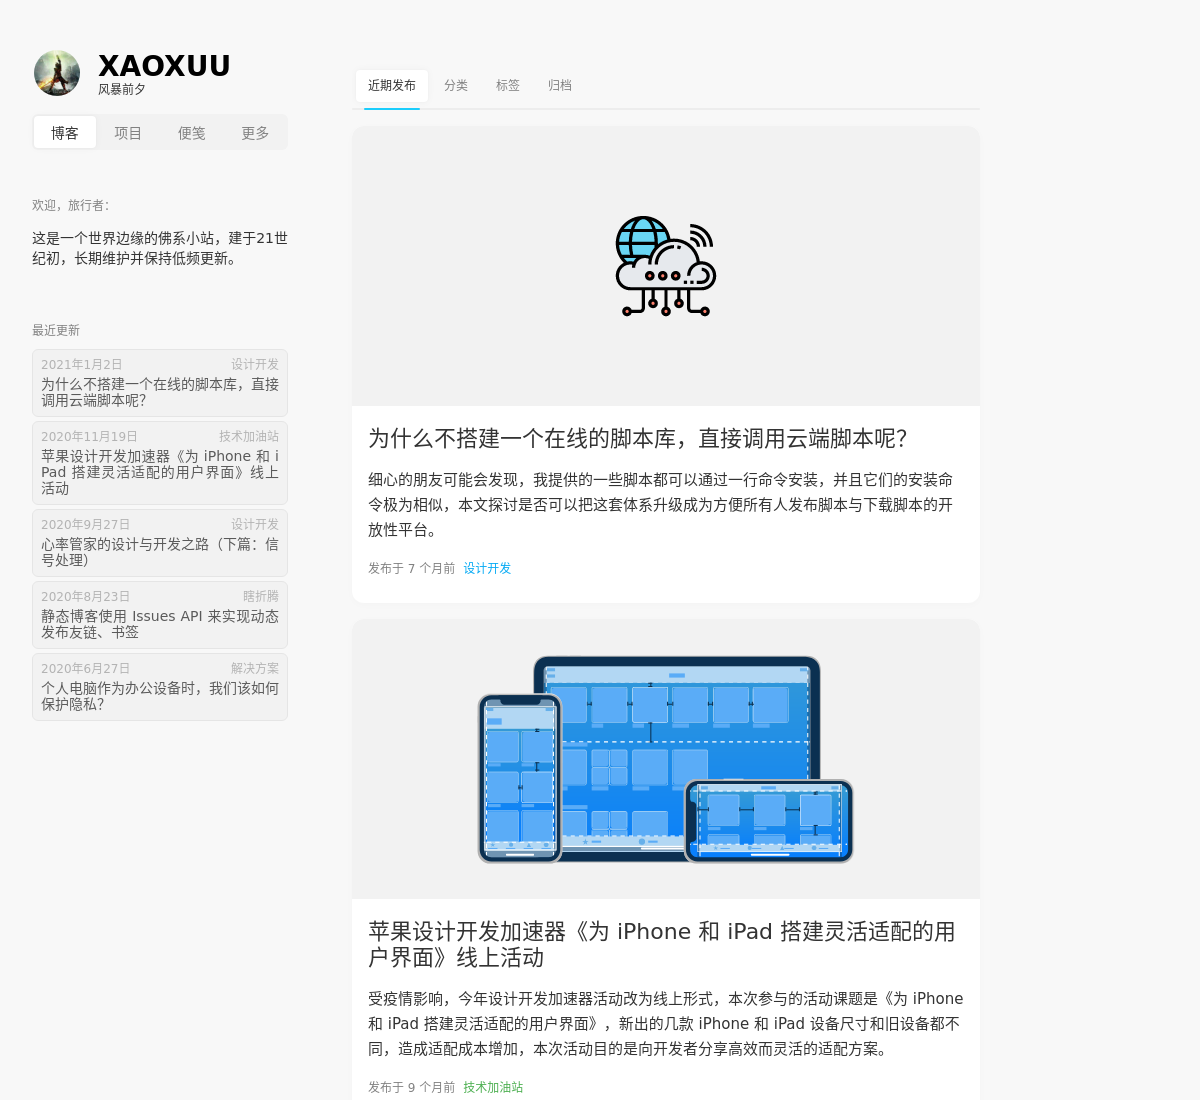 XAOXUU
风暴前夕
博客 项目 便笺 更多
欢迎，旅行者：
这是一个世界边缘的佛系小站，建于21世
纪初，长期维护并保持低频更新。
最近更新
2021年1月2日 设计开发
为什么不搭建一个在线的脚本库，直接
调用云端脚本呢？
2020年11月19日 技术加油站
苹果设计开发加速器《为 iPhone 和 i
Pad 搭建灵活适配的用户界面》线上
活动
2020年9月27日 设计开发
心率管家的设计与开发之路（下篇：信
号处理）
2020年8月23日 瞎折腾
静态博客使用 Issues API 来实现动态
发布友链、书签
2020年6月27日 解决方案
个人电脑作为办公设备时，我们该如何
保护隐私？
近期发布 分类 标签 归档
为什么不搭建一个在线的脚本库，直接调用云端脚本呢？
细心的朋友可能会发现，我提供的一些脚本都可以通过一行命令安装，并且它们的安装命
令极为相似，本文探讨是否可以把这套体系升级成为方便所有人发布脚本与下载脚本的开
放性平台。
发布于 7 个月前 设计开发
苹果设计开发加速器《为 iPhone 和 iPad 搭建灵活适配的用
户界面》线上活动
受疫情影响，今年设计开发加速器活动改为线上形式，本次参与的活动课题是《为 iPhone
和 iPad 搭建灵活适配的用户界面》，新出的几款 iPhone 和 iPad 设备尺寸和旧设备都不
同，造成适配成本增加，本次活动目的是向开发者分享高效而灵活的适配方案。
发布于 9 个月前 技术加油站